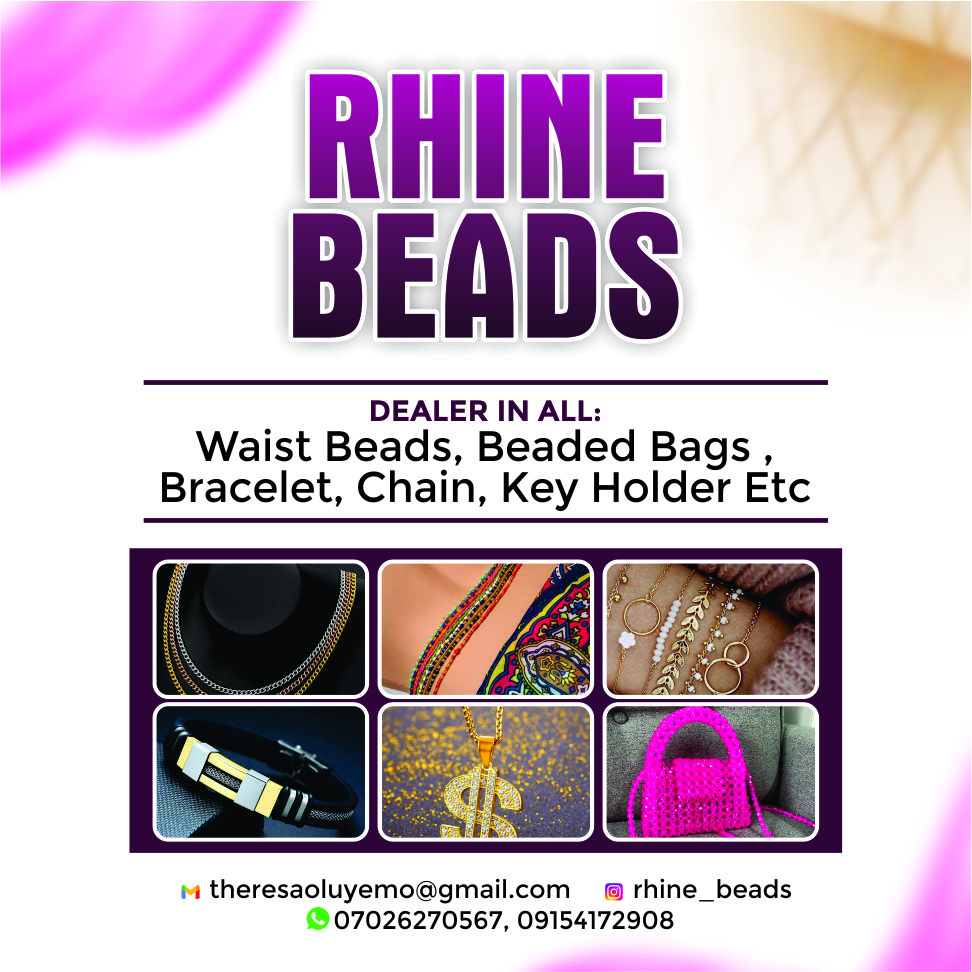 RHINE
BEADS
DEALER IN ALL:
Waist Beads, Beaded Bags ,
Bracelet, Chain, Key Holder Etc
theresaoluyemo@gmail.com rhine_beads
07026270567, 09154172908